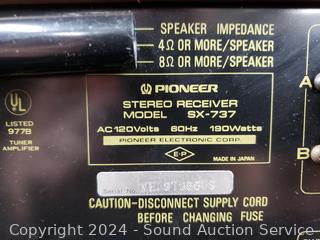 SPEAKER IMPEDANCE
4Ω OR MORE/SPEAKER
8Ω OR MORE/SPEAKER
UL
LISTED
977B
TUNER
AMPLIFIER
PIONEER
STEREO RECEIVER
MODEL SX-737
AC120Volts 60Hz 190Watts
PIONEER ELECTRONIC CORP.
E-P
MADE IN JAPAN
A
B
Serial No.
CAUTION-DISCONNECT SUPPLY CORD
BEFORE CHANGING FUSE
Copyright 2024 - Sound Auction Service